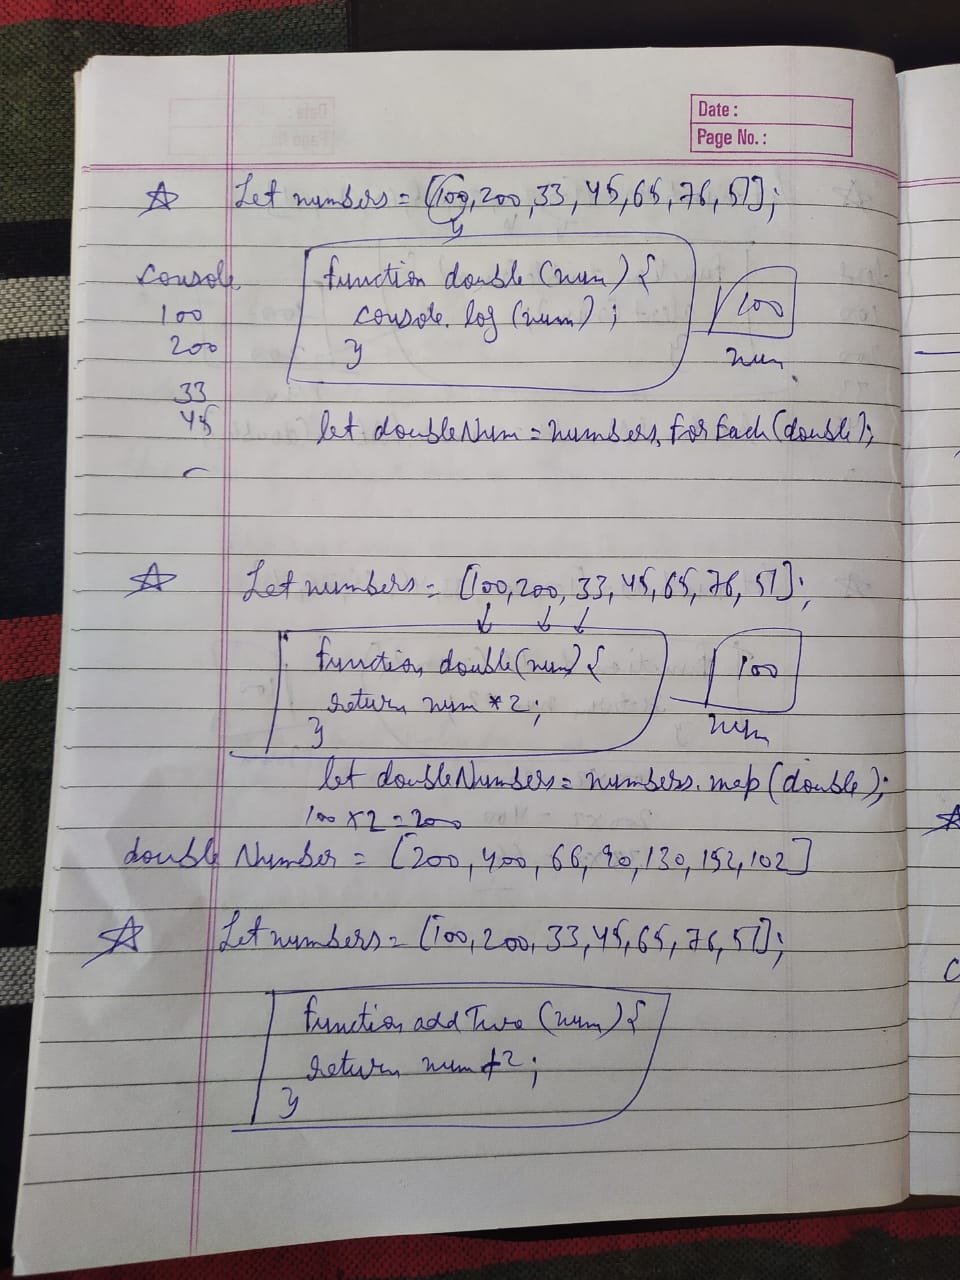 Date :
Page No. :
Let numbers = [100, 200, 33, 45, 65, 76, 51];
console
100
200
33
45
function double (num) {
console. log (num) ;
}
100
num
let doubleNum = numbers. forEach (double);
Let numbers = [100, 200, 33, 45, 65, 76, 51];
function double (num) {
return num * 2;
}
100
num
let doubleNumbers = numbers. map (double);
100 x 2 = 200
double Number = [200, 400, 66, 90, 130, 152, 102]
Let numbers = [100, 200, 33, 45, 65, 76, 51];
function addTwo (num) {
return num +2;
}